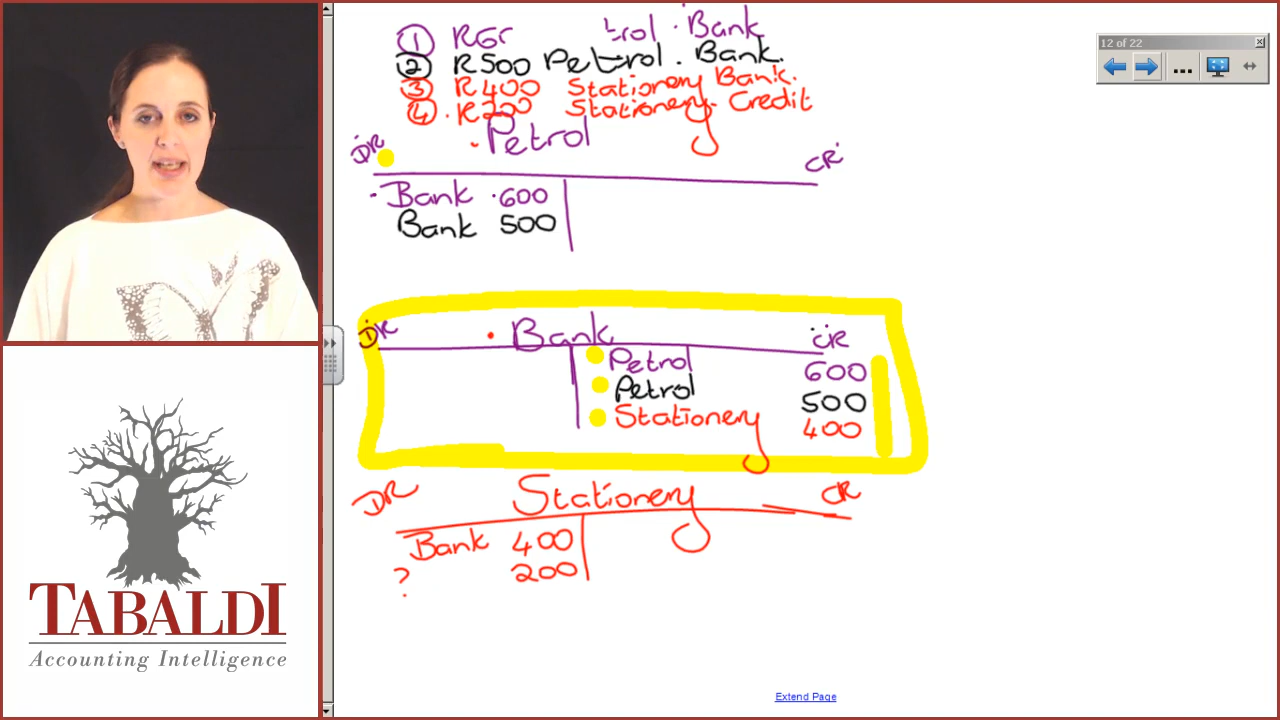 ① R6 Petrol . Bank
② R500 Petrol . Bank.
③ R400 Stationery Bank.
④ . R200 Stationery . Credit
12 of 22
DR Petrol CR
Bank 600
Bank 500
DR Bank CR
Petrol 600
Petrol 500
Stationery 400
DR Stationery CR
Bank 400
? 200
TABALDI
Accounting Intelligence
Extend Page